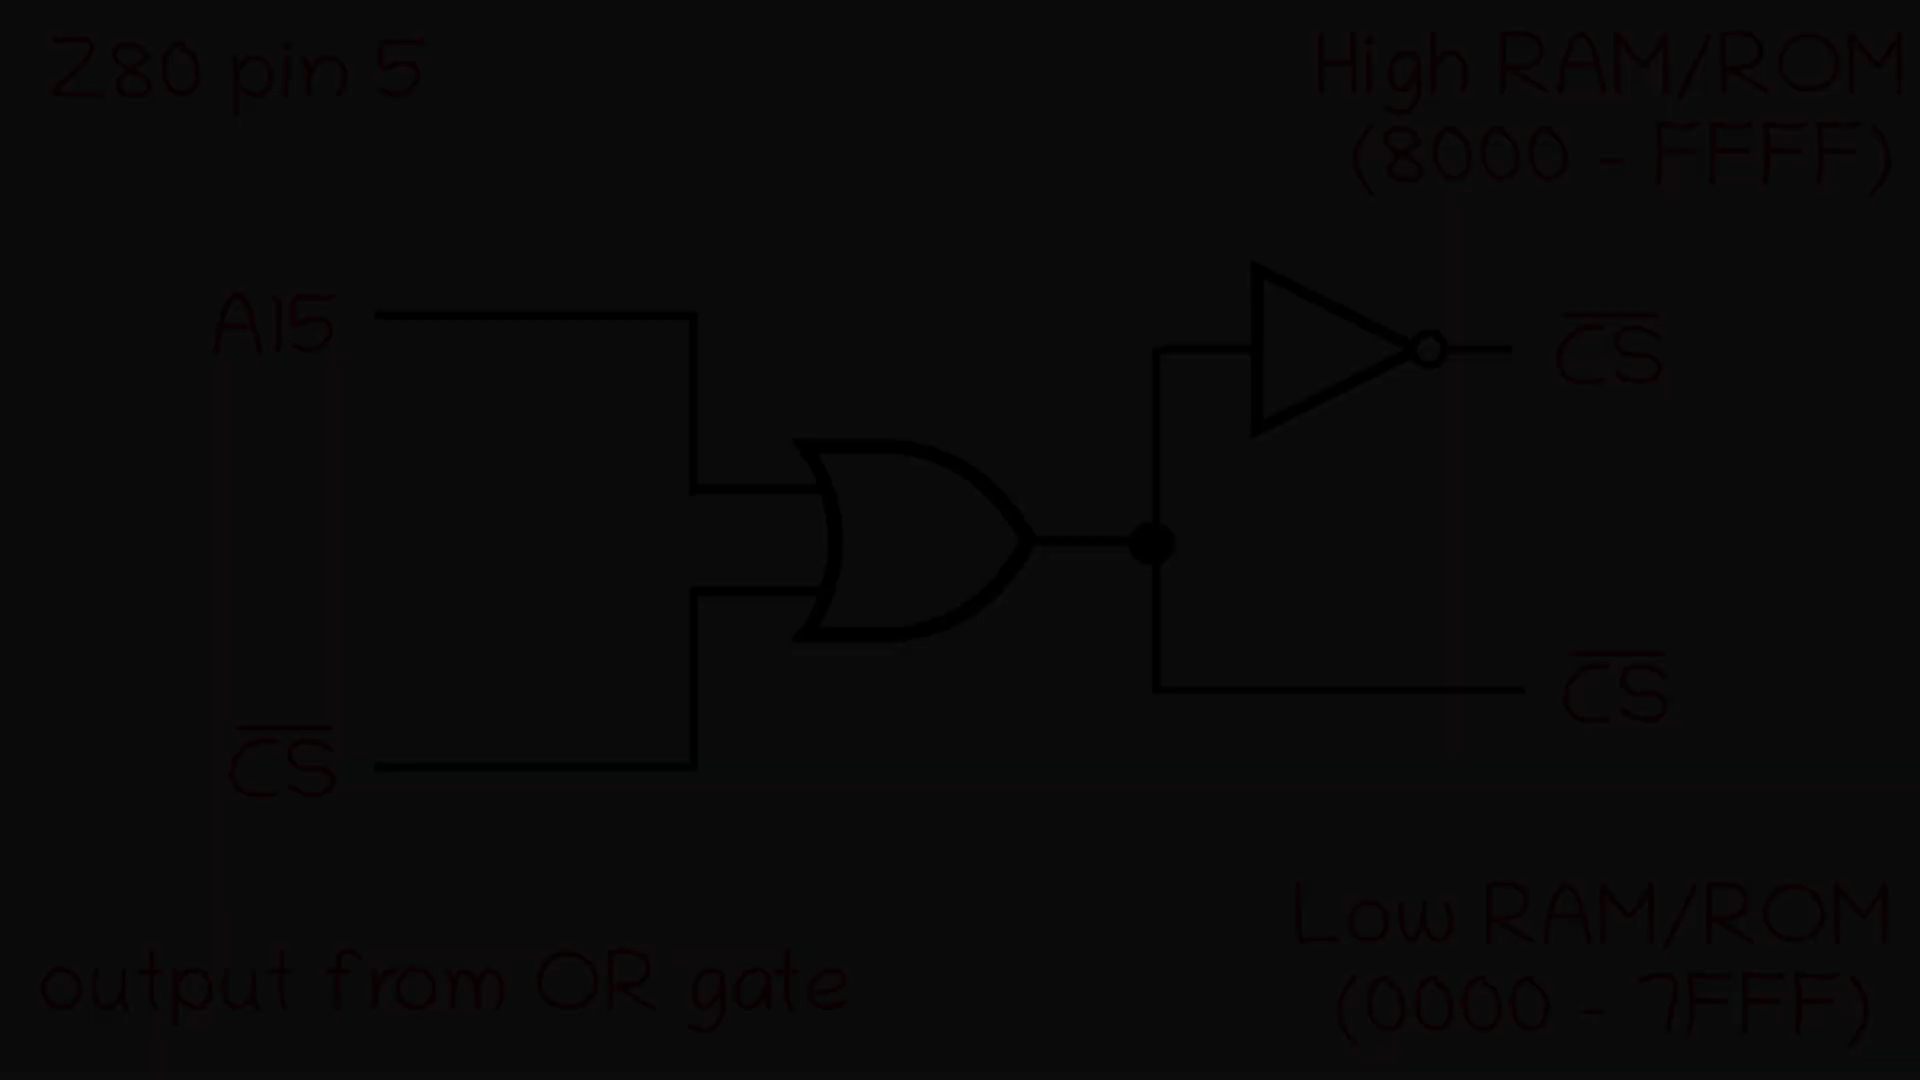 Z80 pin 5
High RAM/ROM
(8000 - FFFF)
A15
CS
CS
CS
output from OR gate
Low RAM/ROM
(0000 - 7FFF)